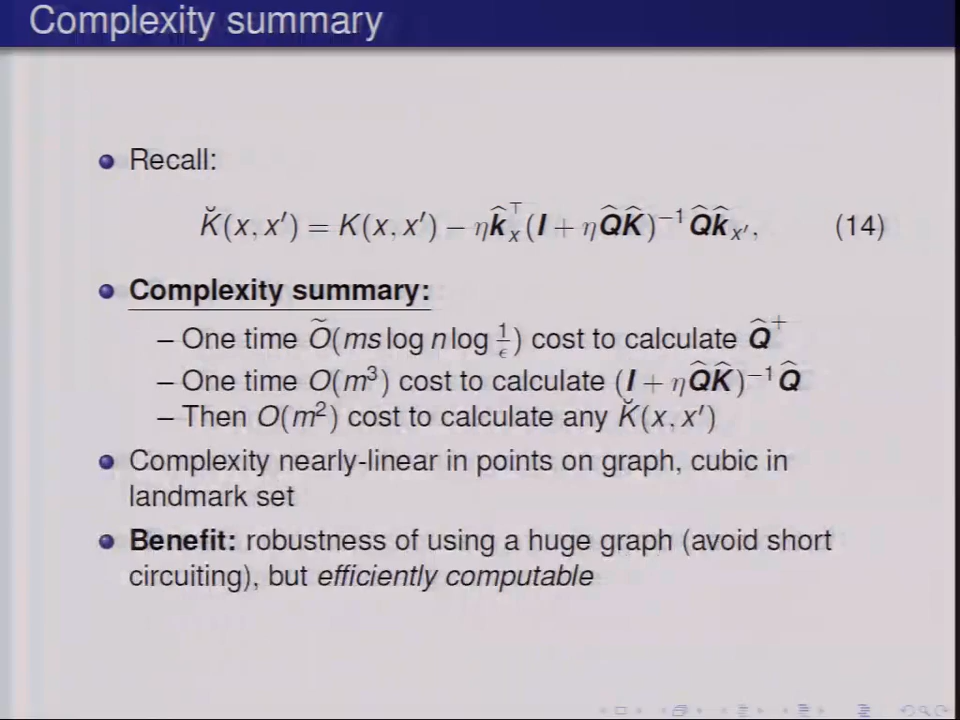 Complexity summary
Recall:
K̆(x, x′) = K(x, x′) − ηk̂ₓ^⊤(I + ηQ̂K̂)⁻¹Q̂k̂ₓ′, (14)
Complexity summary:
– One time Õ(ms log n log 1/ϵ) cost to calculate Q̂⁺
– One time O(m³) cost to calculate (I + ηQ̂K̂)⁻¹Q̂
– Then O(m²) cost to calculate any K̆(x, x′)
Complexity nearly-linear in points on graph, cubic in
landmark set
Benefit: robustness of using a huge graph (avoid short
circuiting), but efficiently computable